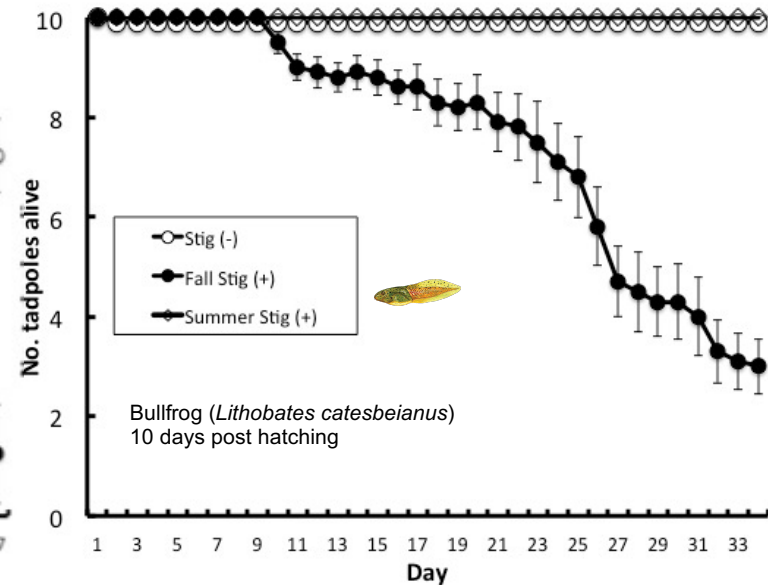 10
8
6
4
2
0
No. tadpoles alive
Stig (-)
Fall Stig (+)
Summer Stig (+)
Bullfrog (Lithobates catesbeianus)
10 days post hatching
1 3 5 7 9 11 13 15 17 19 21 23 25 27 29 31 33
Day